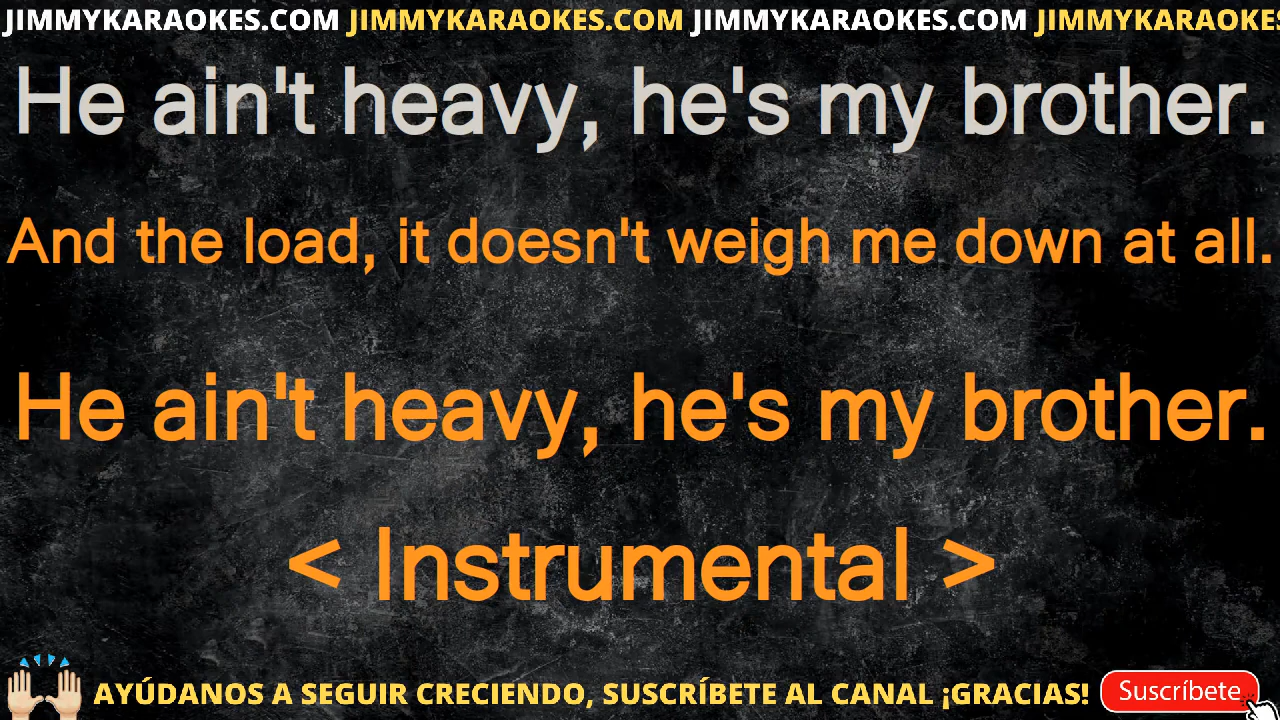 JIMMYKARAOKES.COM JIMMYKARAOKES.COM JIMMYKARAOKES.COM JIMMYKARAOKES
He ain't heavy, he's my brother.
And the load, it doesn't weigh me down at all.
He ain't heavy, he's my brother.
< Instrumental >
AYÚDANOS A SEGUIR CRECIENDO, SUSCRÍBETE AL CANAL ¡GRACIAS! Suscríbete